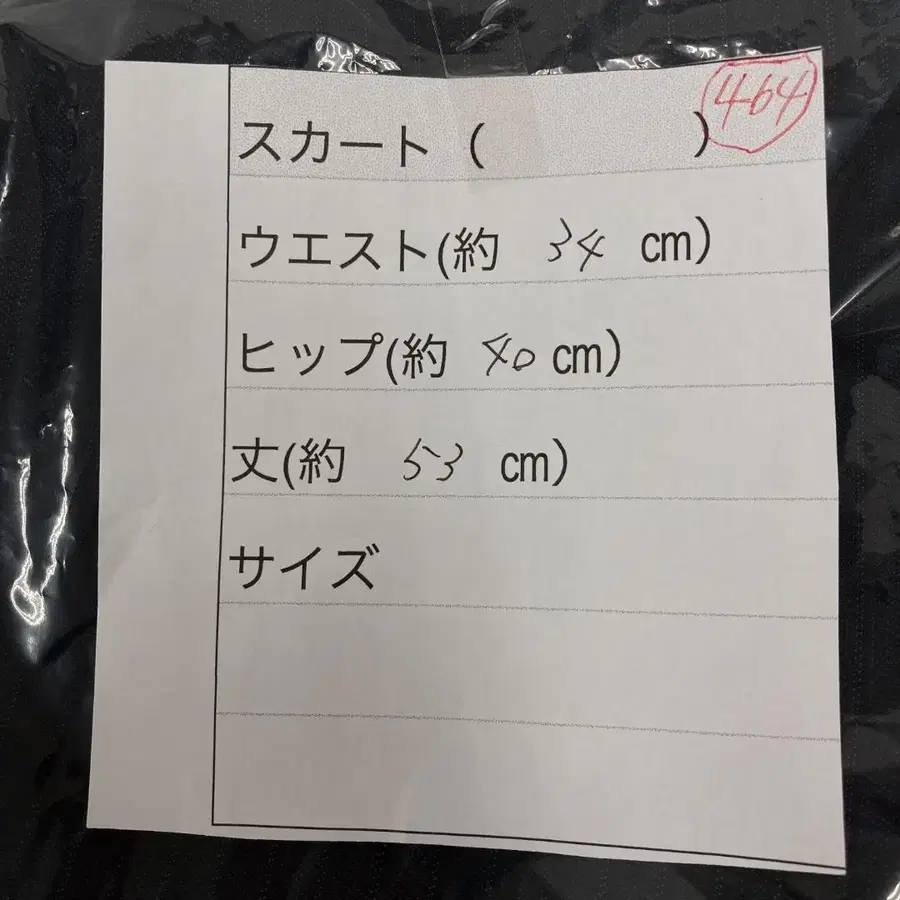 464
スカート（　　　　）
ウエスト(約 34 cm)
ヒップ(約 40 cm)
丈(約 53 cm)
サイズ